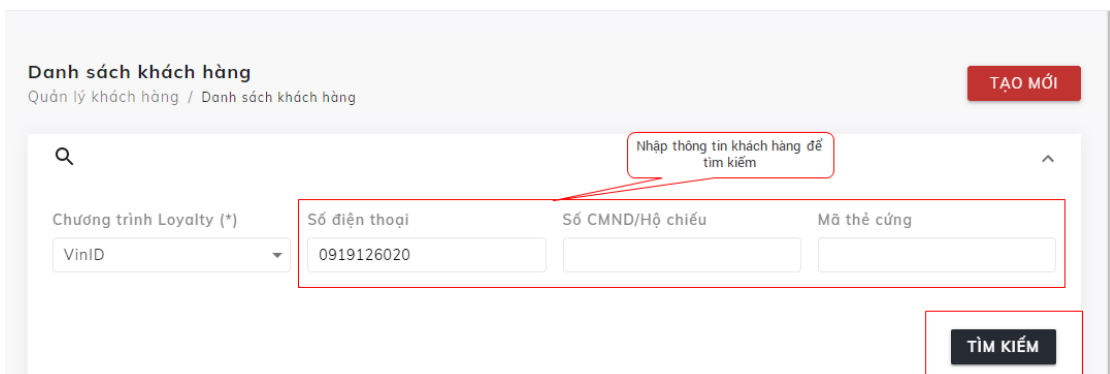 Danh sách khách hàng
TẠO MỚI
Quản lý khách hàng / Danh sách khách hàng
Nhập thông tin khách hàng để
tìm kiếm
Chương trình Loyalty (*)
Số điện thoại
Số CMND/Hộ chiếu
Mã thẻ cứng
VinID
0919126020
TÌM KIẾM